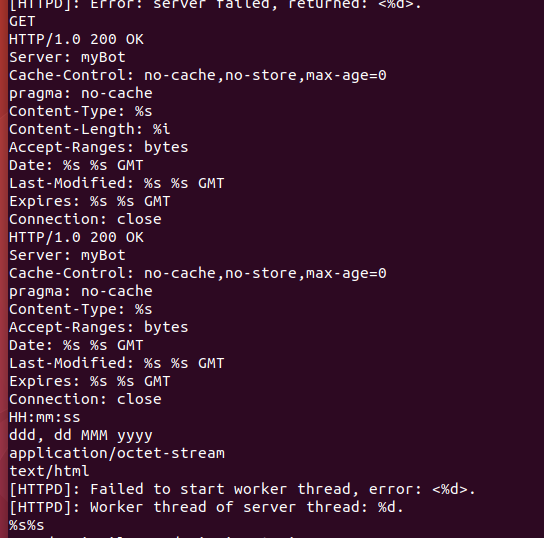 [HTTPD]: Error: server failed, returned: <%d>.
GET
HTTP/1.0 200 OK
Server: myBot
Cache-Control: no-cache,no-store,max-age=0
pragma: no-cache
Content-Type: %s
Content-Length: %i
Accept-Ranges: bytes
Date: %s %s GMT
Last-Modified: %s %s GMT
Expires: %s %s GMT
Connection: close
HTTP/1.0 200 OK
Server: myBot
Cache-Control: no-cache,no-store,max-age=0
pragma: no-cache
Content-Type: %s
Accept-Ranges: bytes
Date: %s %s GMT
Last-Modified: %s %s GMT
Expires: %s %s GMT
Connection: close
HH:mm:ss
ddd, dd MMM yyyy
application/octet-stream
text/html
[HTTPD]: Failed to start worker thread, error: <%d>.
[HTTPD]: Worker thread of server thread: %d.
%s%s